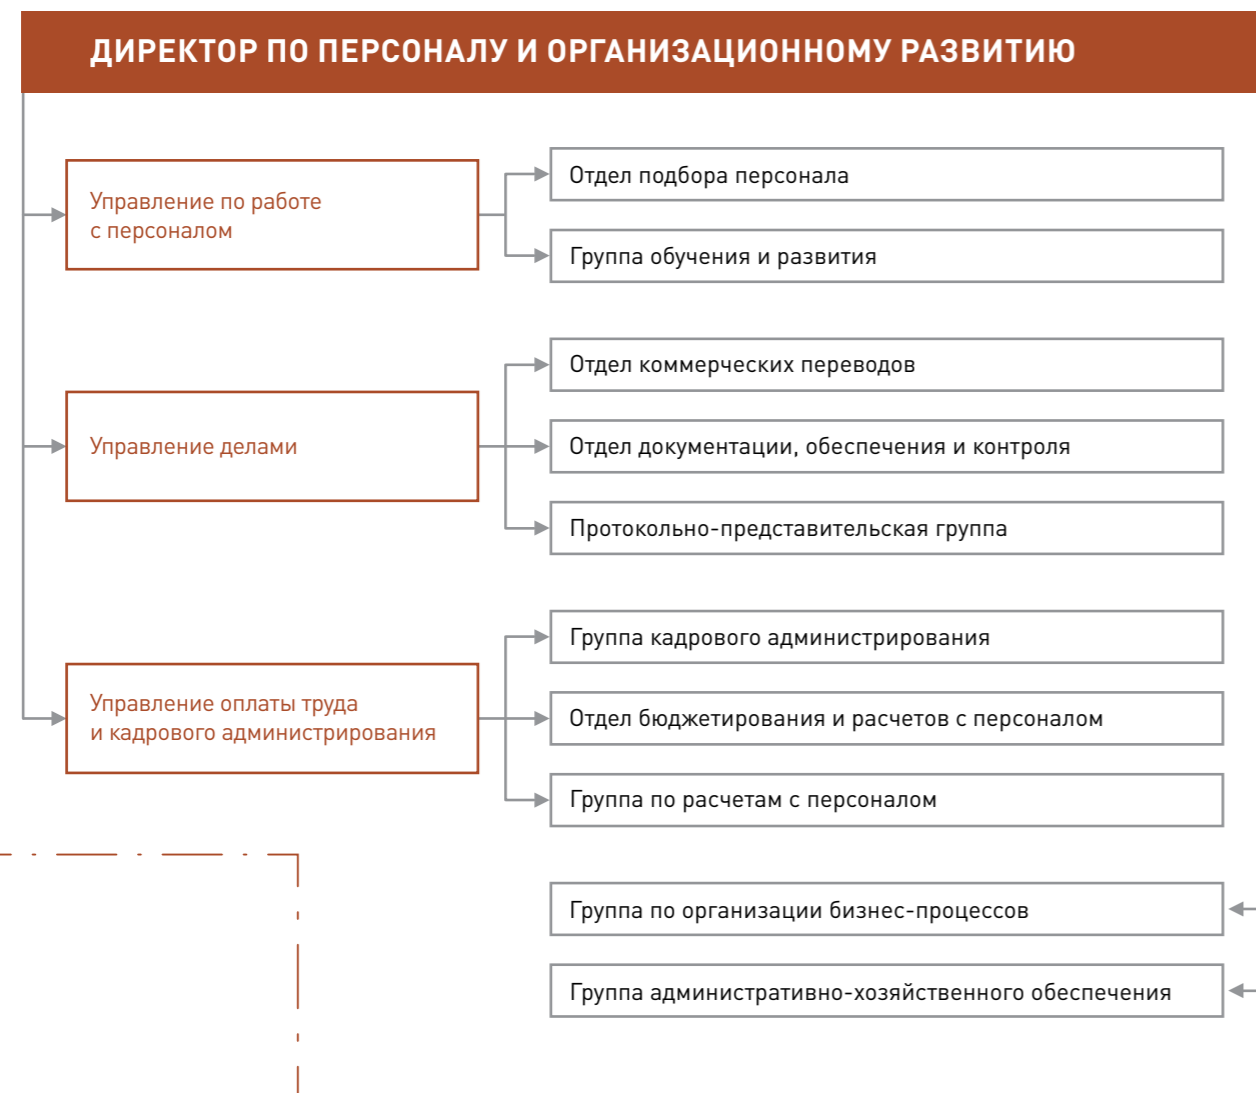 ДИРЕКТОР ПО ПЕРСОНАЛУ И ОРГАНИЗАЦИОННОМУ РАЗВИТИЮ
Управление по работе
с персоналом
Отдел подбора персонала
Группа обучения и развития
Управление делами
Отдел коммерческих переводов
Отдел документации, обеспечения и контроля
Протокольно-представительская группа
Управление оплаты труда
и кадрового администрирования
Группа кадрового администрирования
Отдел бюджетирования и расчетов с персоналом
Группа по расчетам с персоналом
Группа по организации бизнес-процессов
Группа административно-хозяйственного обеспечения